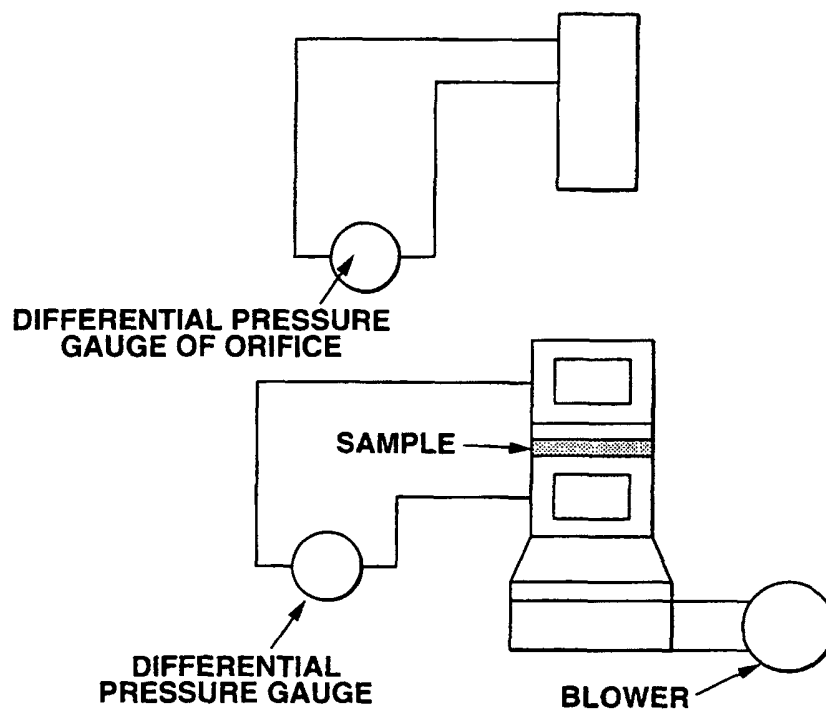 DIFFERENTIAL PRESSURE
GAUGE OF ORIFICE
SAMPLE
DIFFERENTIAL
PRESSURE GAUGE
BLOWER